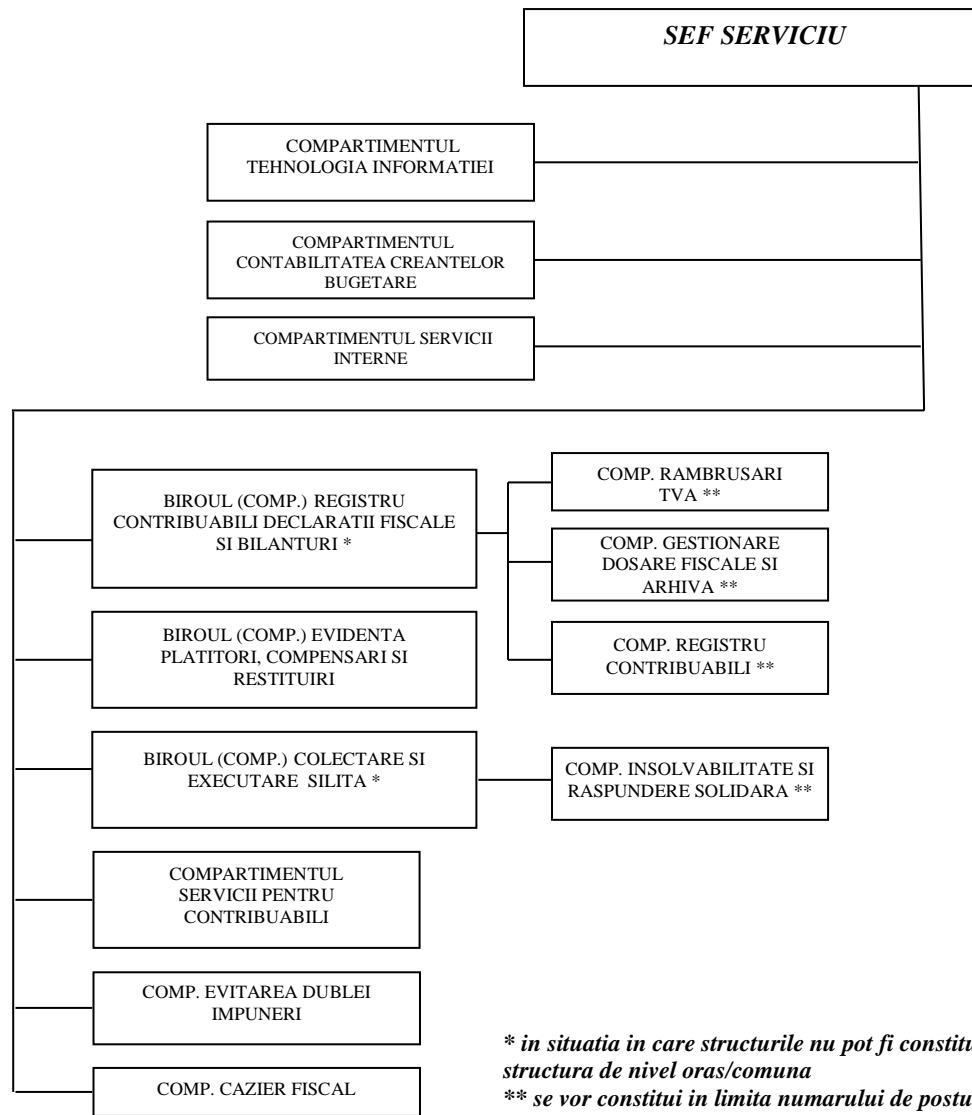 SEF SERVICIU
COMPARTIMENTUL
TEHNOLOGIA INFORMATIEI
COMPARTIMENTUL
CONTABILITATEA CREANTELOR
BUGETARE
COMPARTIMENTUL SERVICII
INTERNE
BIROUL (COMP.) REGISTRU
CONTRIBUABILI DECLARATII FISCALE
SI BILANTURI *
COMP. RAMBRUSARI
TVA **
COMP. GESTIONARE
DOSARE FISCALE SI
ARHIVA **
COMP. REGISTRU
CONTRIBUABILI **
BIROUL (COMP.) EVIDENTA
PLATITORI, COMPENSARI SI
RESTITUIRI
BIROUL (COMP.) COLECTARE SI
EXECUTARE SILITA *
COMP. INSOLVABILITATE SI
RASPUNDERE SOLIDARA **
COMPARTIMENTUL
SERVICII PENTRU
CONTRIBUABILI
COMP. EVITAREA DUBLEI
IMPUNERI
COMP. CAZIER FISCAL
* in situatia in care structurile nu pot fi
structura de nivel oras/comuna
** se vor constitui in limita numarului de